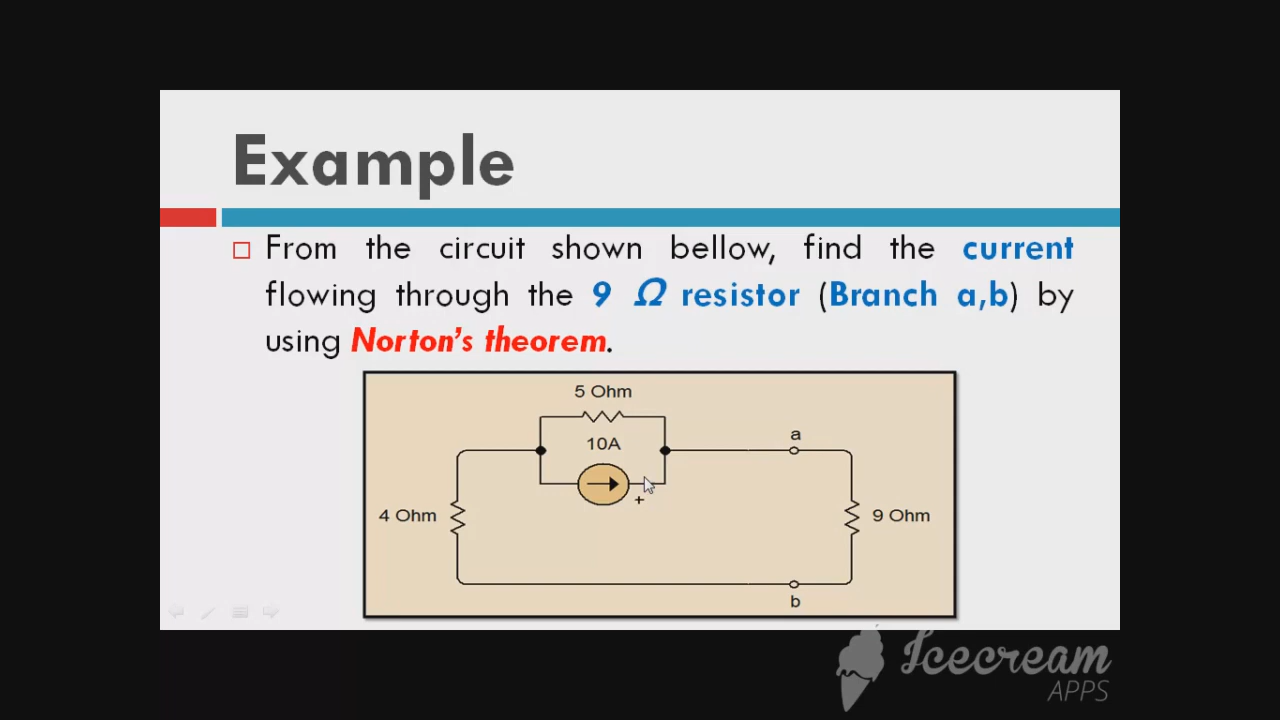 Example
From the circuit shown bellow, find the current
flowing through the 9 Ω resistor (Branch a,b) by
using Norton's theorem.
5 Ohm
10A
a
+
4 Ohm
9 Ohm
b
Icecream
APPS